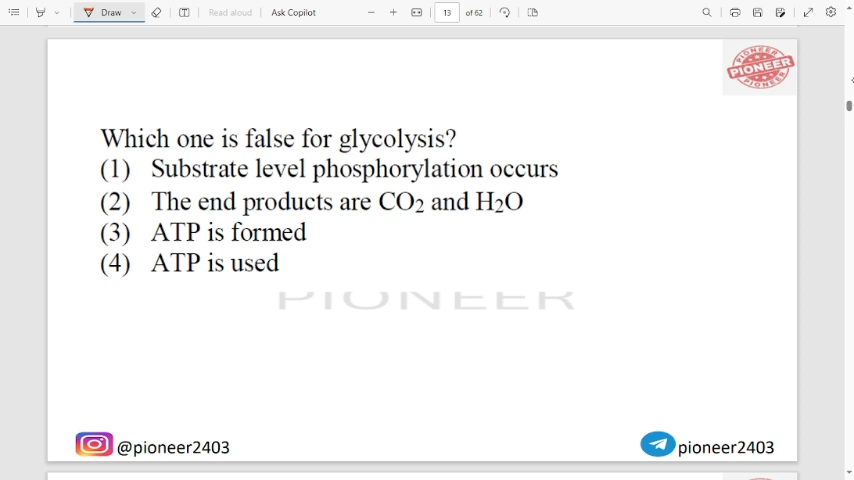 Draw
Read aloud
Ask Copilot
13 of 62
PIONEER
PIONEER
PIONEER
Which one is false for glycolysis?
(1) Substrate level phosphorylation occurs
(2) The end products are CO2 and H2O
(3) ATP is formed
(4) ATP is used
PIONEER
@pioneer2403
pioneer2403